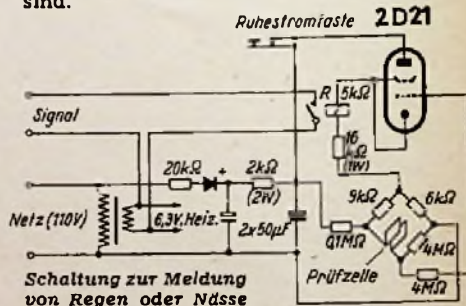 sind.
Ruhestromtaste 2D21
R 5kΩ
Signal
16
kΩ
(1W)
20kΩ + 2kΩ
(2W)
9kΩ 6kΩ
Netz (110V) 6,3V. Heiz. 2x50μF
0,1MΩ 4MΩ
Prüfzelle
4MΩ
Schaltung zur Meldung
von Regen oder Nässe